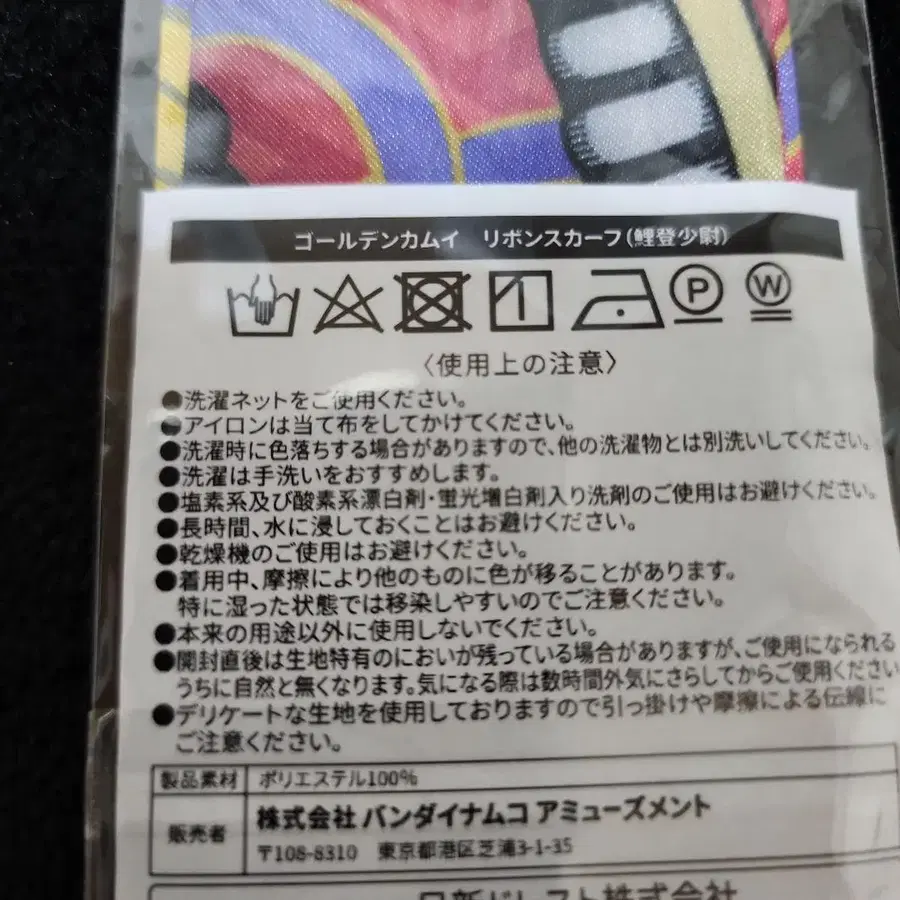 ゴールデンカムイ　リボンスカーフ(鯉登少尉)
P W
〈使用上の注意〉
●洗濯ネットをご使用ください。
●アイロンは当て布をしてかけてください。
●洗濯時に色落ちする場合がありますので、他の洗濯物とは別洗いしてください。
●洗濯は手洗いをおすすめします。
●塩素系及び酸素系漂白剤・蛍光増白剤入り洗剤のご使用はお避けください。
●長時間、水に浸しておくことはお避けください。
●乾燥機のご使用はお避けください。
●着用中、摩擦により他のものに色が移ることがあります。
特に湿った状態では移染しやすいのでご注意ください。
●本来の用途以外に使用しないでください。
●開封直後は生地特有のにおいが残っている場合がありますが、ご使用になられる
うちに自然と無くなります。気になる際は数時間外気にさらしてからご使用ください
●デリケートな生地を使用しておりますので引っ掛けや摩擦による伝線に
ご注意ください。
製品素材 ポリエステル100%
販売者 株式会社 バンダイナムコ アミューズメント
〒108-8310　東京都港区芝浦3-1-35